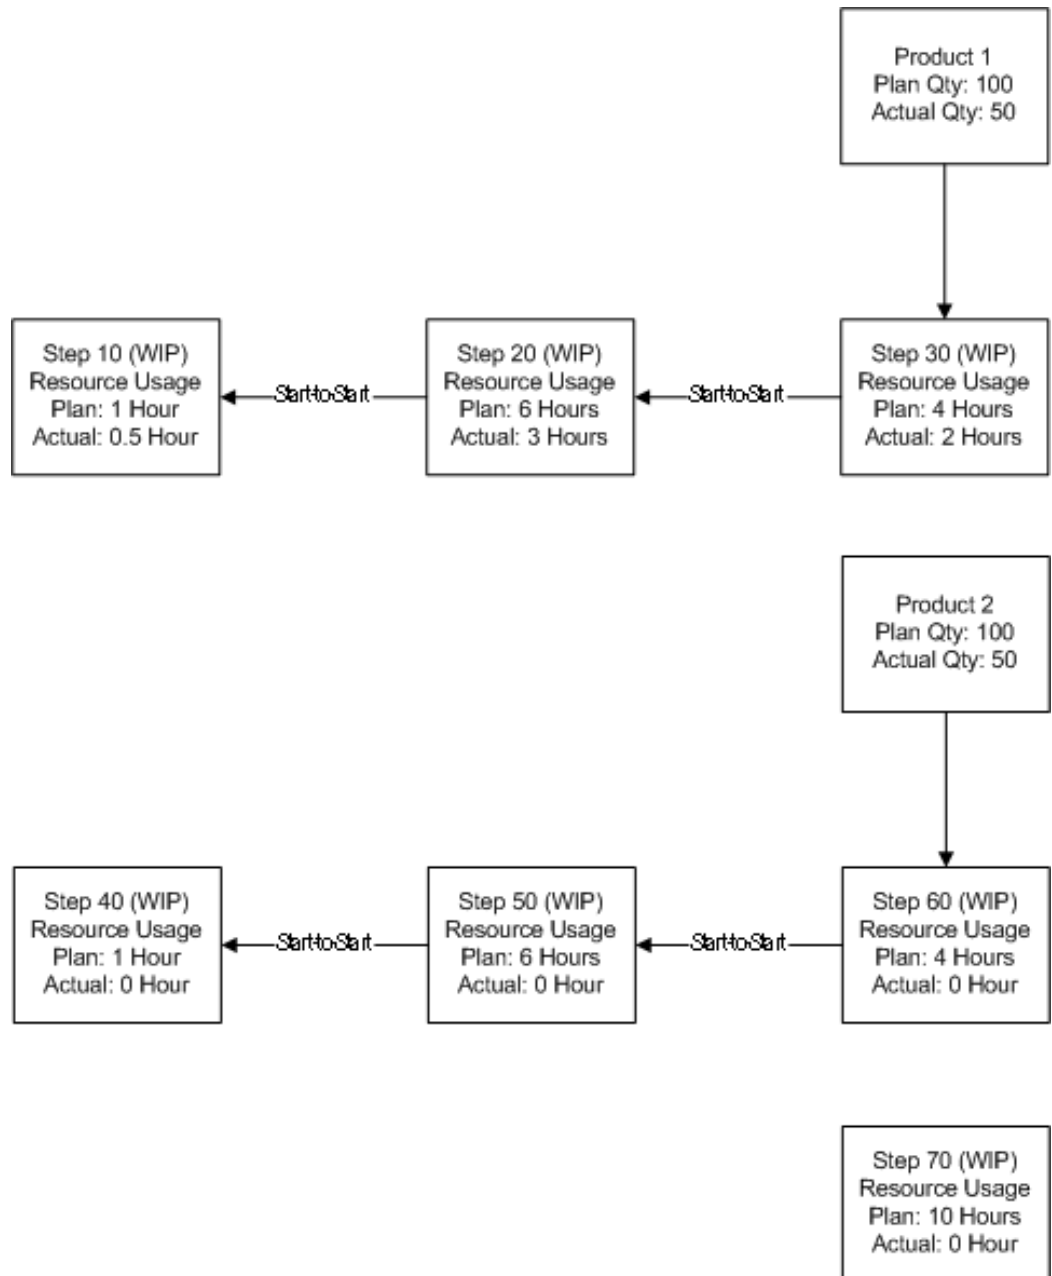 Product 1
Plan Qty: 100
Actual Qty: 50
Step 10 (WIP)
Resource Usage
Plan: 1 Hour
Actual: 0.5 Hour
Start-to-Start
Step 20 (WIP)
Resource Usage
Plan: 6 Hours
Actual: 3 Hours
Start-to-Start
Step 30 (WIP)
Resource Usage
Plan: 4 Hours
Actual: 2 Hours
Product 2
Plan Qty: 100
Actual Qty: 50
Step 40 (WIP)
Resource Usage
Plan: 1 Hour
Actual: 0 Hour
Start-to-Start
Step 50 (WIP)
Resource Usage
Plan: 6 Hours
Actual: 0 Hour
Start-to-Start
Step 60 (WIP)
Resource Usage
Plan: 4 Hours
Actual: 0 Hour
Step 70 (WIP)
Resource Usage
Plan: 10 Hours
Actual: 0 Hour